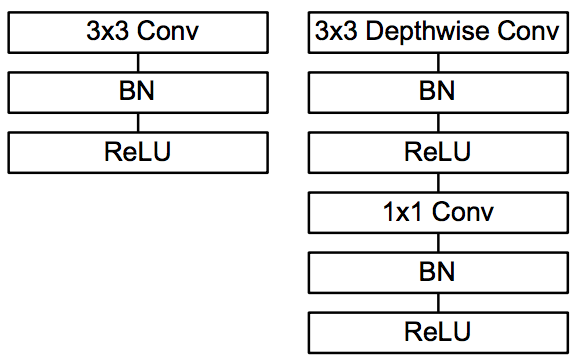 3x3 Conv
BN
ReLU
3x3 Depthwise Conv
BN
ReLU
1x1 Conv
BN
ReLU